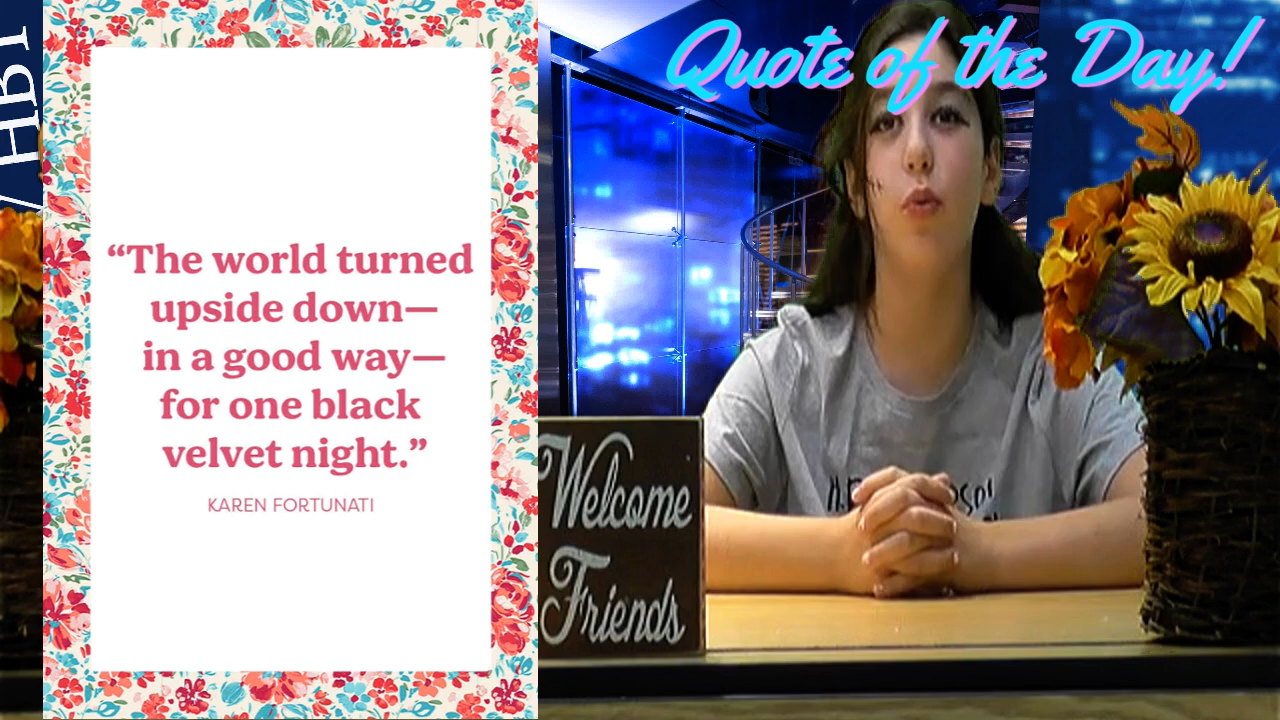 Quote of the Day!
“The world turned
upside down—
in a good way—
for one black
velvet night.”
KAREN FORTUNATI
Welcome
Friends